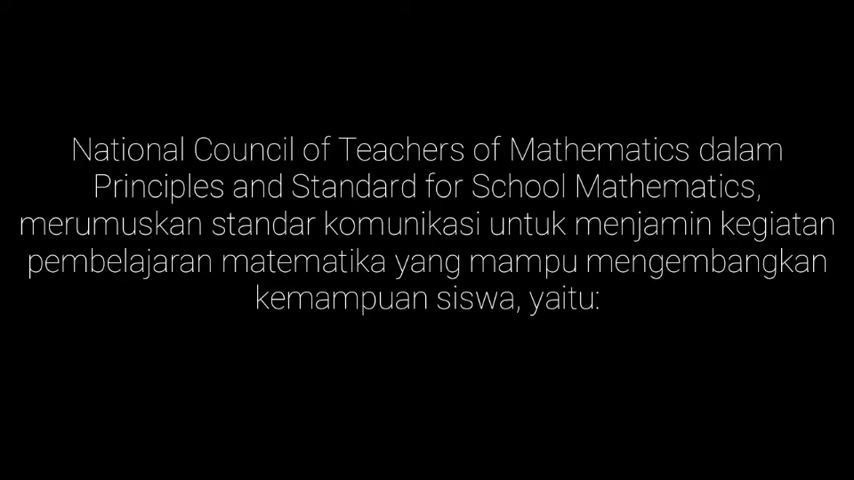 National Council of Teachers of Mathematics dalam
Principles and Standard for School Mathematics,
merumuskan standar komunikasi untuk menjamin kegiatan
pembelajaran matematika yang mampu mengembangkan
kemampuan siswa, yaitu: